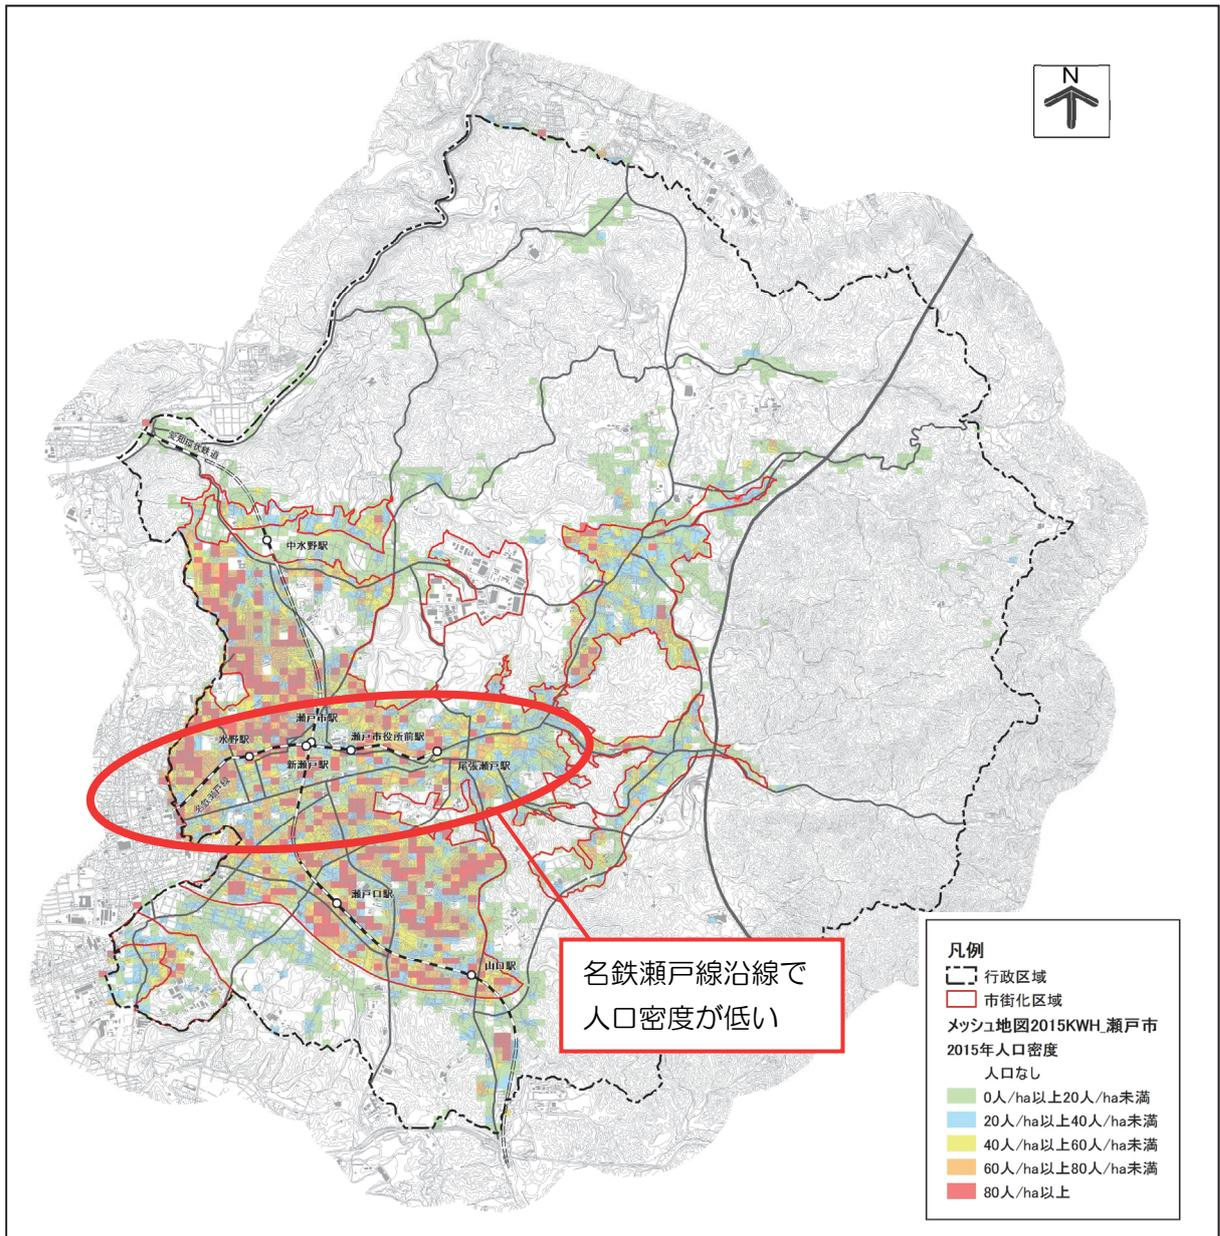 N
愛知環状鉄道
中水野駅
瀬戸市駅
水野駅
瀬戸市役所前駅
新瀬戸駅
尾張瀬戸駅
名鉄瀬戸線
瀬戸口駅
山口駅
名鉄瀬戸線沿線で
人口密度が低い
凡例
行政区域
市街化区域
メッシュ地図2015KWH_瀬戸市
2015年人口密度
人口なし
0人/ha以上20人/ha未満
20人/ha以上40人/ha未満
40人/ha以上60人/ha未満
60人/ha以上80人/ha未満
80人/ha以上